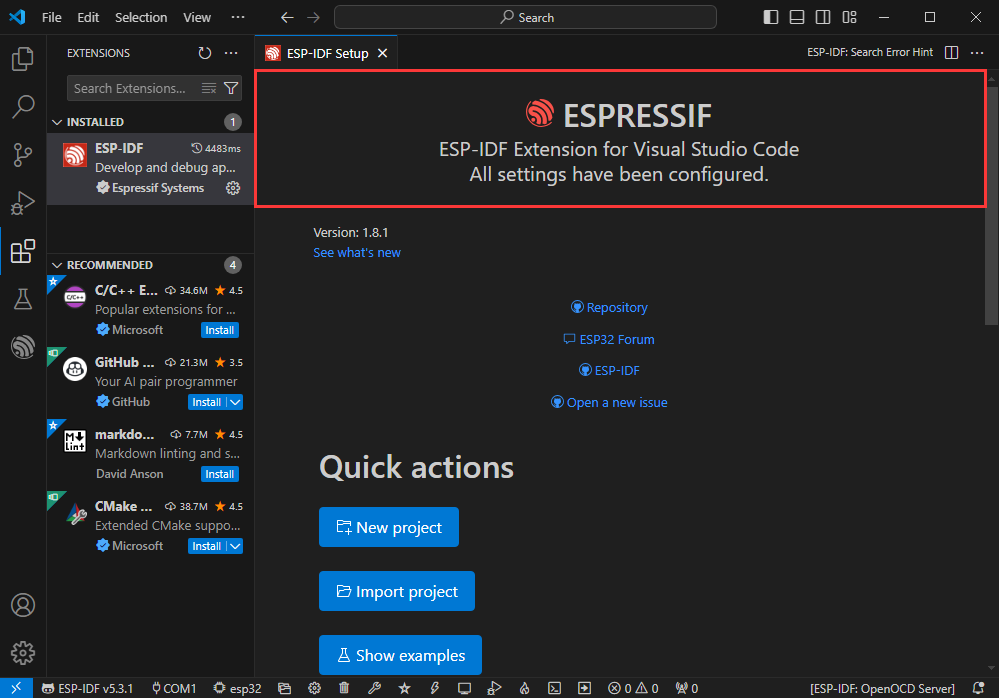 File Edit Selection View ··· Search
EXTENSIONS
Search Extensions...
INSTALLED 1
ESP-IDF 4483ms
Develop and debug ap...
Espressif Systems
RECOMMENDED 4
C/C++ E... 34.6M 4.5
Popular extensions for ...
Microsoft Install
GitHub ... 21.3M 3.5
Your AI pair programmer
GitHub Install
markdo... 7.7M 4.5
Markdown linting and s...
David Anson Install
CMake ... 38.7M 4.5
Extended CMake suppo...
Microsoft Install
ESP-IDF Setup ESP-IDF: Search Error Hint
ESPRESSIF
ESP-IDF Extension for Visual Studio Code
All settings have been configured.
Version: 1.8.1
See what's new
Repository
ESP32 Forum
ESP-IDF
Open a new issue
Quick actions
New project
Import project
Show examples
ESP-IDF v5.3.1 COM1 esp32 0 0 0 [ESP-IDF: OpenOCD Server]